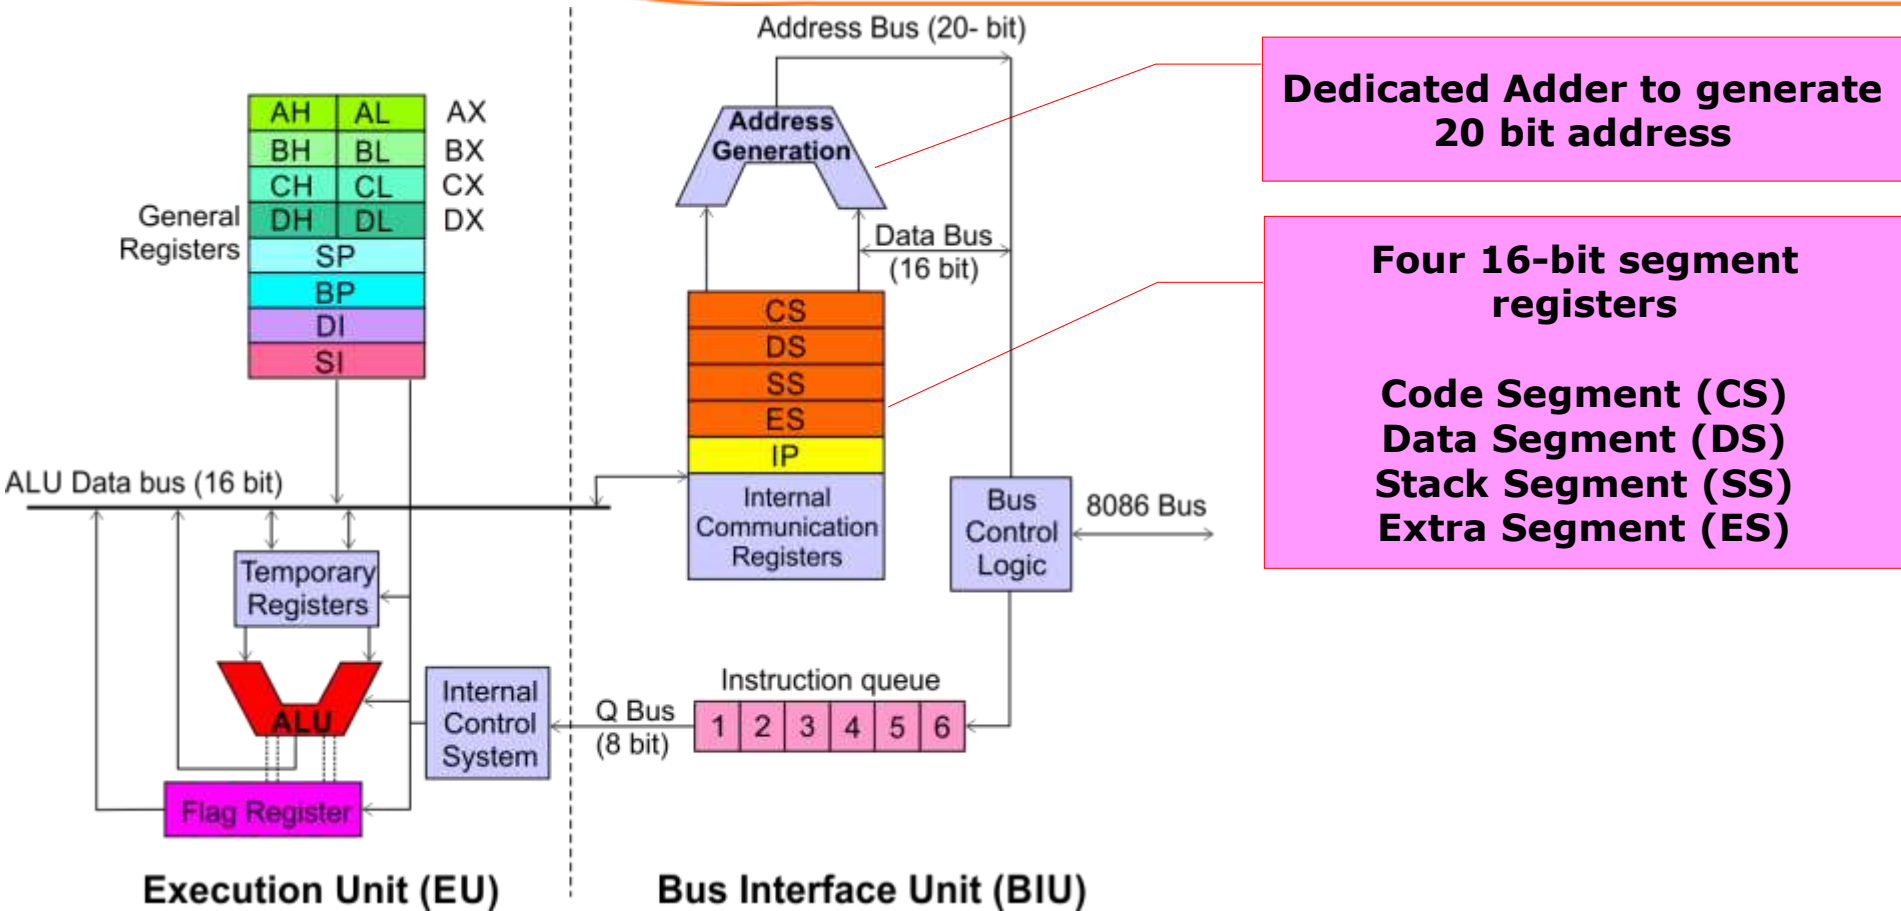 Address Bus (20- bit)
Dedicated Adder to generate
20 bit address
AH AL AX
BH BL BX
CH CL CX
DH DL DX
General
Registers
SP
BP
DI
SI
Address
Generation
Data Bus
(16 bit)
CS
DS
SS
ES
IP
Internal
Communication
Registers
Four 16-bit segment
registers
Code Segment (CS)
Data Segment (DS)
Stack Segment (SS)
Extra Segment (ES)
ALU Data bus (16 bit)
Bus
Control
Logic
8086 Bus
Temporary
Registers
ALU
Internal
Control
System
Q Bus
(8 bit)
Instruction queue
1 2 3 4 5 6
Flag Register
Execution Unit (EU)
Bus Interface Unit (BIU)